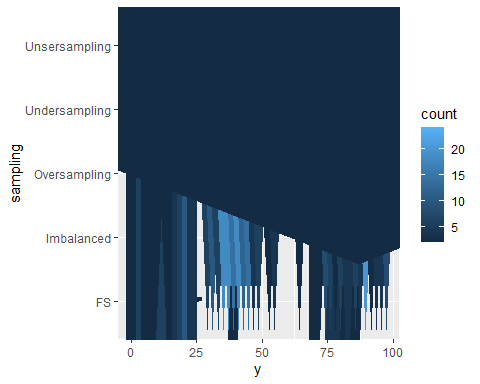 Unsersampling
Undersampling
Oversampling
Imbalanced
FS
sampling
0
25
50
75
100
y
count
20
15
10
5